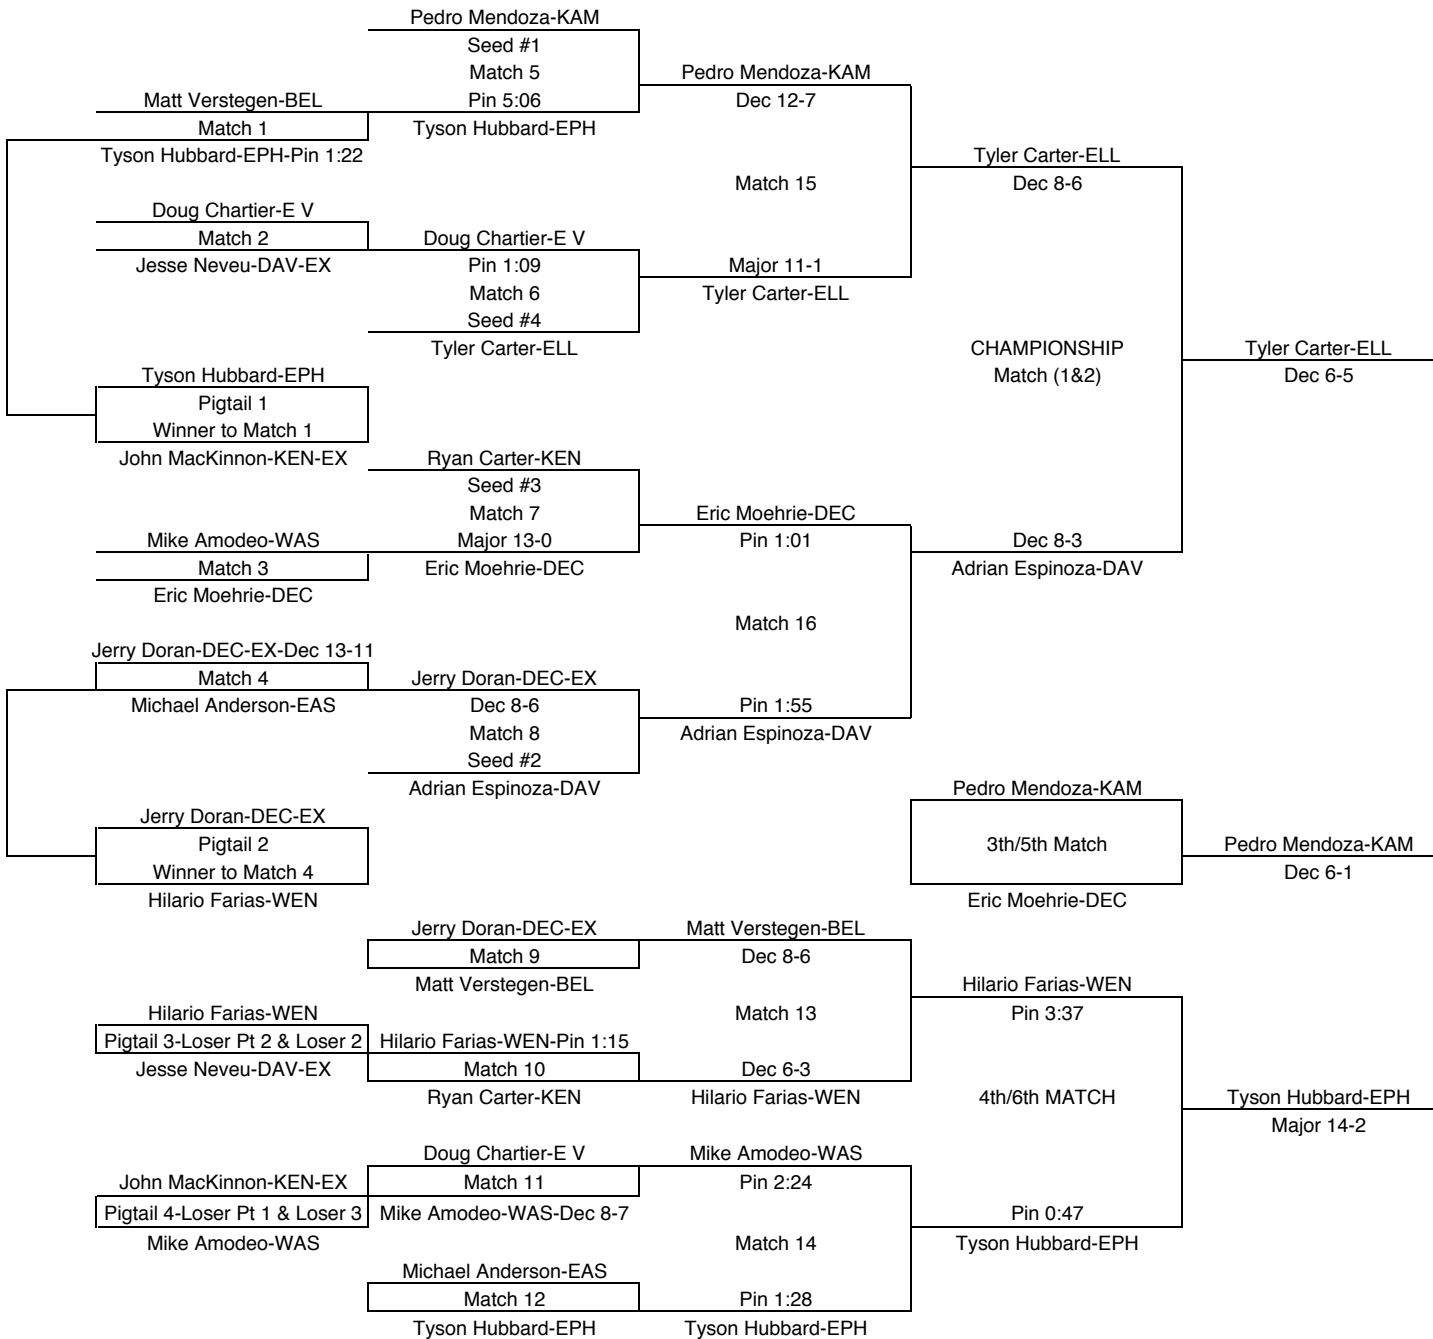 Pedro Mendoza-KAM
Seed #1
Match 5
Pedro Mendoza-KAM
Matt Verstegen-BEL
Pin 5:06
Dec 12-7
Match 1
Tyson Hubbard-EPH
Tyson Hubbard-EPH-Pin 1:22
Tyler Carter-ELL
Match 15
Dec 8-6
Doug Chartier-E V
Match 2
Doug Chartier-E V
Jesse Neveu-DAV-EX
Pin 1:09
Major 11-1
Match 6
Tyler Carter-ELL
Seed #4
Tyler Carter-ELL
CHAMPIONSHIP
Tyler Carter-ELL
Tyson Hubbard-EPH
Match (1&2)
Dec 6-5
Pigtail 1
Winner to Match 1
John MacKinnon-KEN-EX
Ryan Carter-KEN
Seed #3
Match 7
Eric Moehrie-DEC
Mike Amodeo-WAS
Major 13-0
Pin 1:01
Dec 8-3
Match 3
Eric Moehrie-DEC
Adrian Espinoza-DAV
Eric Moehrie-DEC
Match 16
Jerry Doran-DEC-EX-Dec 13-11
Match 4
Jerry Doran-DEC-EX
Michael Anderson-EAS
Dec 8-6
Pin 1:55
Match 8
Adrian Espinoza-DAV
Seed #2
Adrian Espinoza-DAV
Pedro Mendoza-KAM
Jerry Doran-DEC-EX
Pigtail 2
3th/5th Match
Pedro Mendoza-KAM
Winner to Match 4
Dec 6-1
Hilario Farias-WEN
Eric Moehrie-DEC
Jerry Doran-DEC-EX
Matt Verstegen-BEL
Match 9
Dec 8-6
Matt Verstegen-BEL
Hilario Farias-WEN
Hilario Farias-WEN
Match 13
Pin 3:37
Pigtail 3-Loser Pt 2 & Loser 2
Hilario Farias-WEN-Pin 1:15
Jesse Neveu-DAV-EX
Match 10
Dec 6-3
Ryan Carter-KEN
Hilario Farias-WEN
4th/6th MATCH
Tyson Hubbard-EPH
Major 14-2
Doug Chartier-E V
Mike Amodeo-WAS
John MacKinnon-KEN-EX
Match 11
Pin 2:24
Pigtail 4-Loser Pt 1 & Loser 3
Mike Amodeo-WAS-Dec 8-7
Pin 0:47
Mike Amodeo-WAS
Match 14
Tyson Hubbard-EPH
Michael Anderson-EAS
Match 12
Pin 1:28
Tyson Hubbard-EPH
Tyson Hubbard-EPH